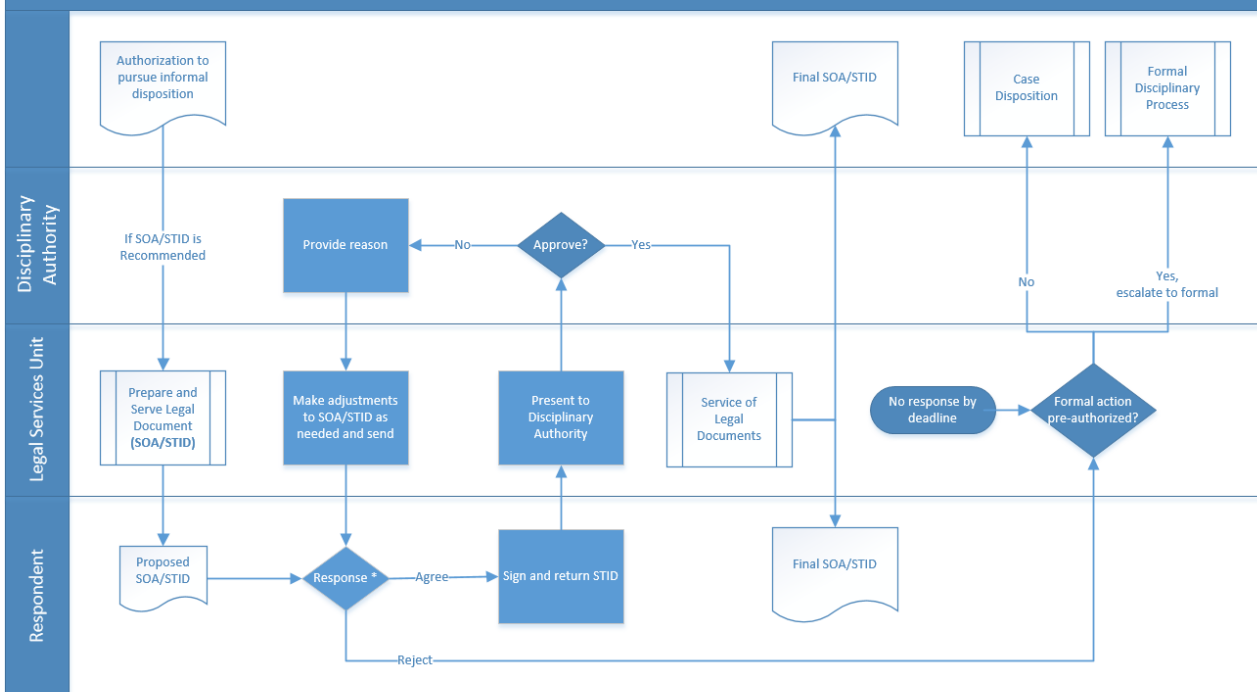 Authorization to
pursue informal
disposition
Final SOA/STID
Case
Disposition
Formal
Disciplinary
Process
Disciplinary
Authority
If SOA/STID is
Recommended
Provide reason
No
Approve?
Yes
No
Yes,
escalate to formal
Legal Services Unit
Prepare and
Serve Legal
Document
(SOA/STID)
Make adjustments
to SOA/STID as
needed and send
Present to
Disciplinary
Authority
Service of
Legal
Documents
No response by
deadline
Formal action
pre-authorized?
Respondent
Proposed
SOA/STID
Response *
Agree
Sign and return STID
Final SOA/STID
Reject